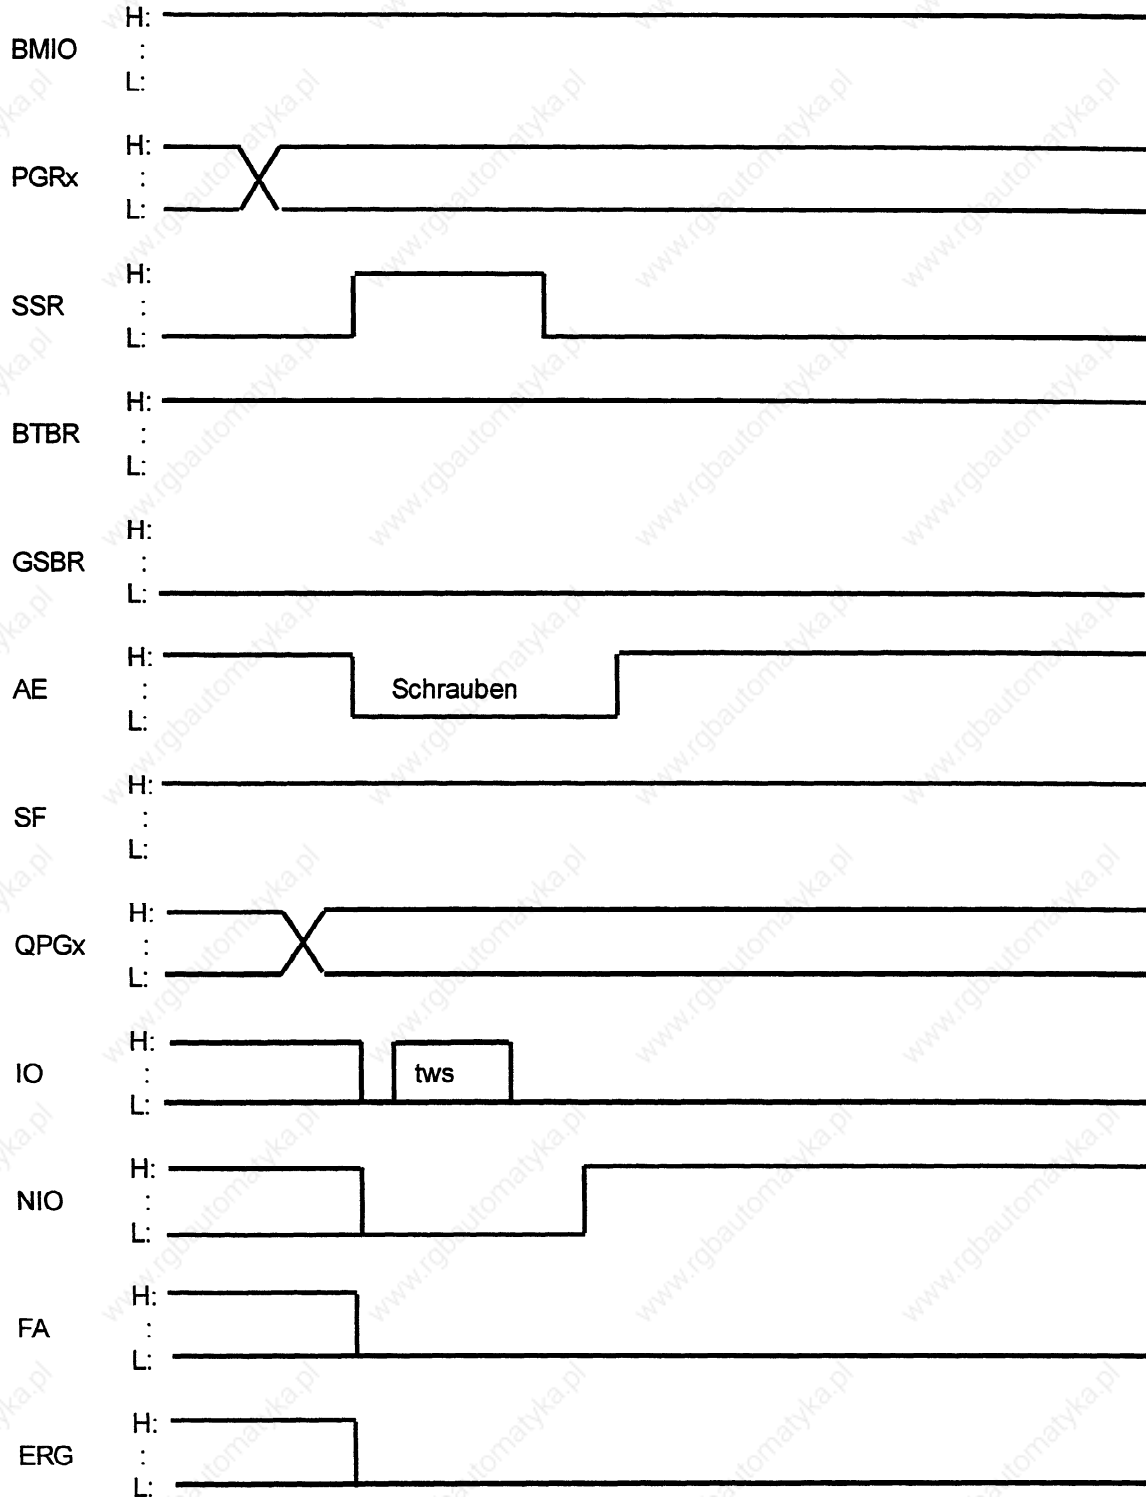 H:
BMIO :
L:
H:
PGRx :
L:
H:
SSR :
L:
H:
BTBR :
L:
H:
GSBR :
L:
H:
AE : Schrauben
L:
H:
SF :
L:
H:
QPGx :
L:
H:
IO : tws
L:
H:
NIO :
L:
H:
FA :
L:
H:
ERG :
L:
www.rgbautomatyka.pl